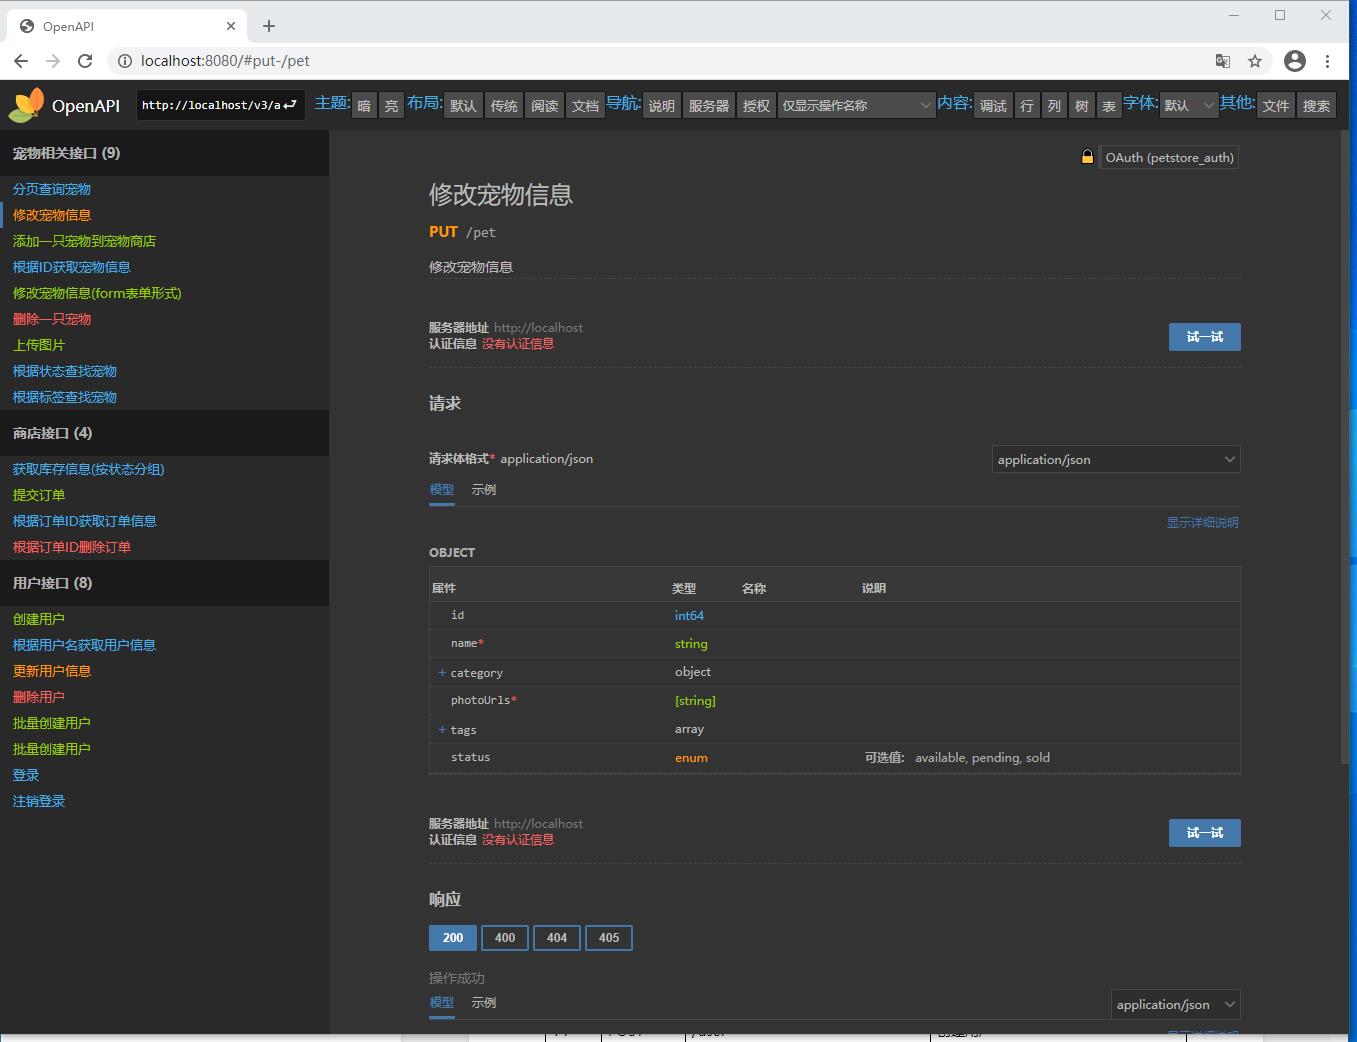 OpenAPI
localhost:8080/#put-/pet
OpenAPI http://localhost/v3/a 主题: 暗 亮 布局: 默认 传统 阅读 文档 导航: 说明 服务器 授权 仅显示操作名称 内容: 调试 行 列 树 表 字体: 默认 其他: 文件 搜索
宠物相关接口 (9)
分页查询宠物
修改宠物信息
添加一只宠物到宠物商店
根据ID获取宠物信息
修改宠物信息(form表单形式)
删除一只宠物
上传图片
根据状态查找宠物
根据标签查找宠物
商店接口 (4)
获取库存信息(按状态分组)
提交订单
根据订单ID获取订单信息
根据订单ID删除订单
用户接口 (8)
创建用户
根据用户名获取用户信息
更新用户信息
删除用户
批量创建用户
批量创建用户
登录
注销登录
OAuth (petstore_auth)
修改宠物信息
PUT /pet
修改宠物信息
服务器地址 http://localhost
认证信息 没有认证信息
试一试
请求
请求体格式* application/json
application/json
模型 示例
显示详细说明
OBJECT
属性 类型 名称 说明
id int64
name* string
+ category object
photoUrls* [string]
+ tags array
status enum 可选值: available, pending, sold
服务器地址 http://localhost
认证信息 没有认证信息
试一试
响应
200 400 404 405
操作成功
模型 示例
application/json
显示详细说明